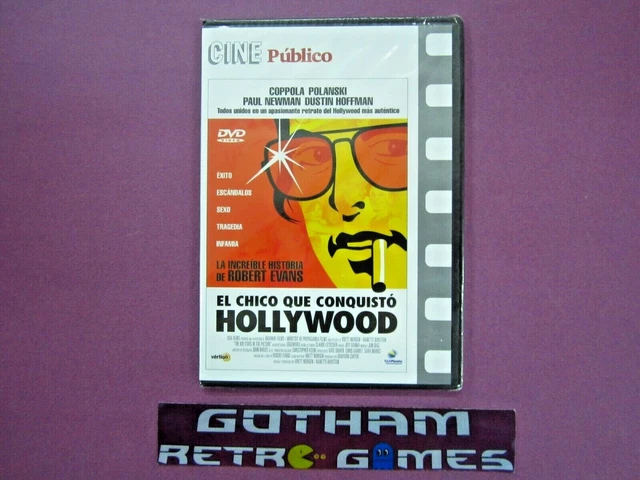 CINE Público
COPPOLA POLANSKI
PAUL NEWMAN DUSTIN HOFFMAN
Todos unidos en un apasionante retrato del Hollywood más auténtico
DVD
VIDEO
ÉXITO
ESCÁNDALOS
SEXO
TRAGEDIA
INFAMIA
LA INCREÍBLE HISTORIA
DE ROBERT EVANS
EL CHICO QUE CONQUISTÓ
HOLLYWOOD
vértigo
GOTHAM
RETRO GAMES